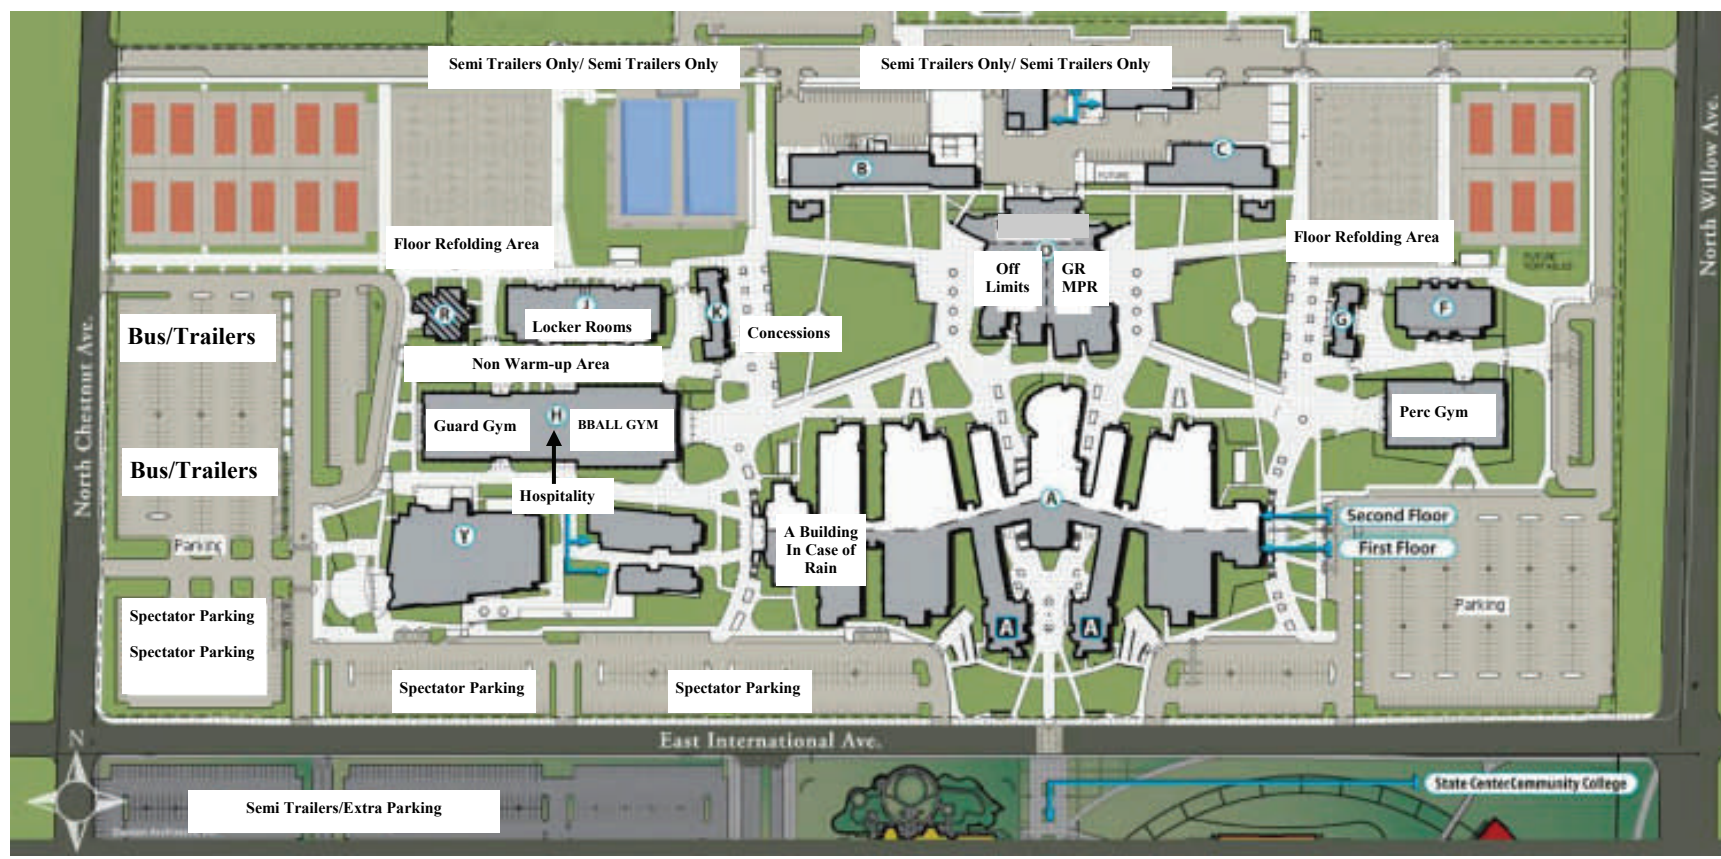 Semi Trailers Only/ Semi Trailers Only
Semi Trailers Only/ Semi Trailers Only
North Willow Ave.
B
C
FUTURE
Floor Refolding Area
Floor Refolding Area
FUTURE
D
Off
Limits
GR
MPR
R
J
K
G
F
Locker Rooms
Concessions
Bus/Trailers
Non Warm-up Area
North Chestnut Ave.
H
Guard Gym
BBALL GYM
Perc Gym
Bus/Trailers
Hospitality
A
Second Floor
Y
A Building
In Case of
Rain
Parking
First Floor
Spectator Parking
Spectator Parking
Parking
A
A
Spectator Parking
Spectator Parking
East International Ave.
N
State Center Community College
Semi Trailers/Extra Parking